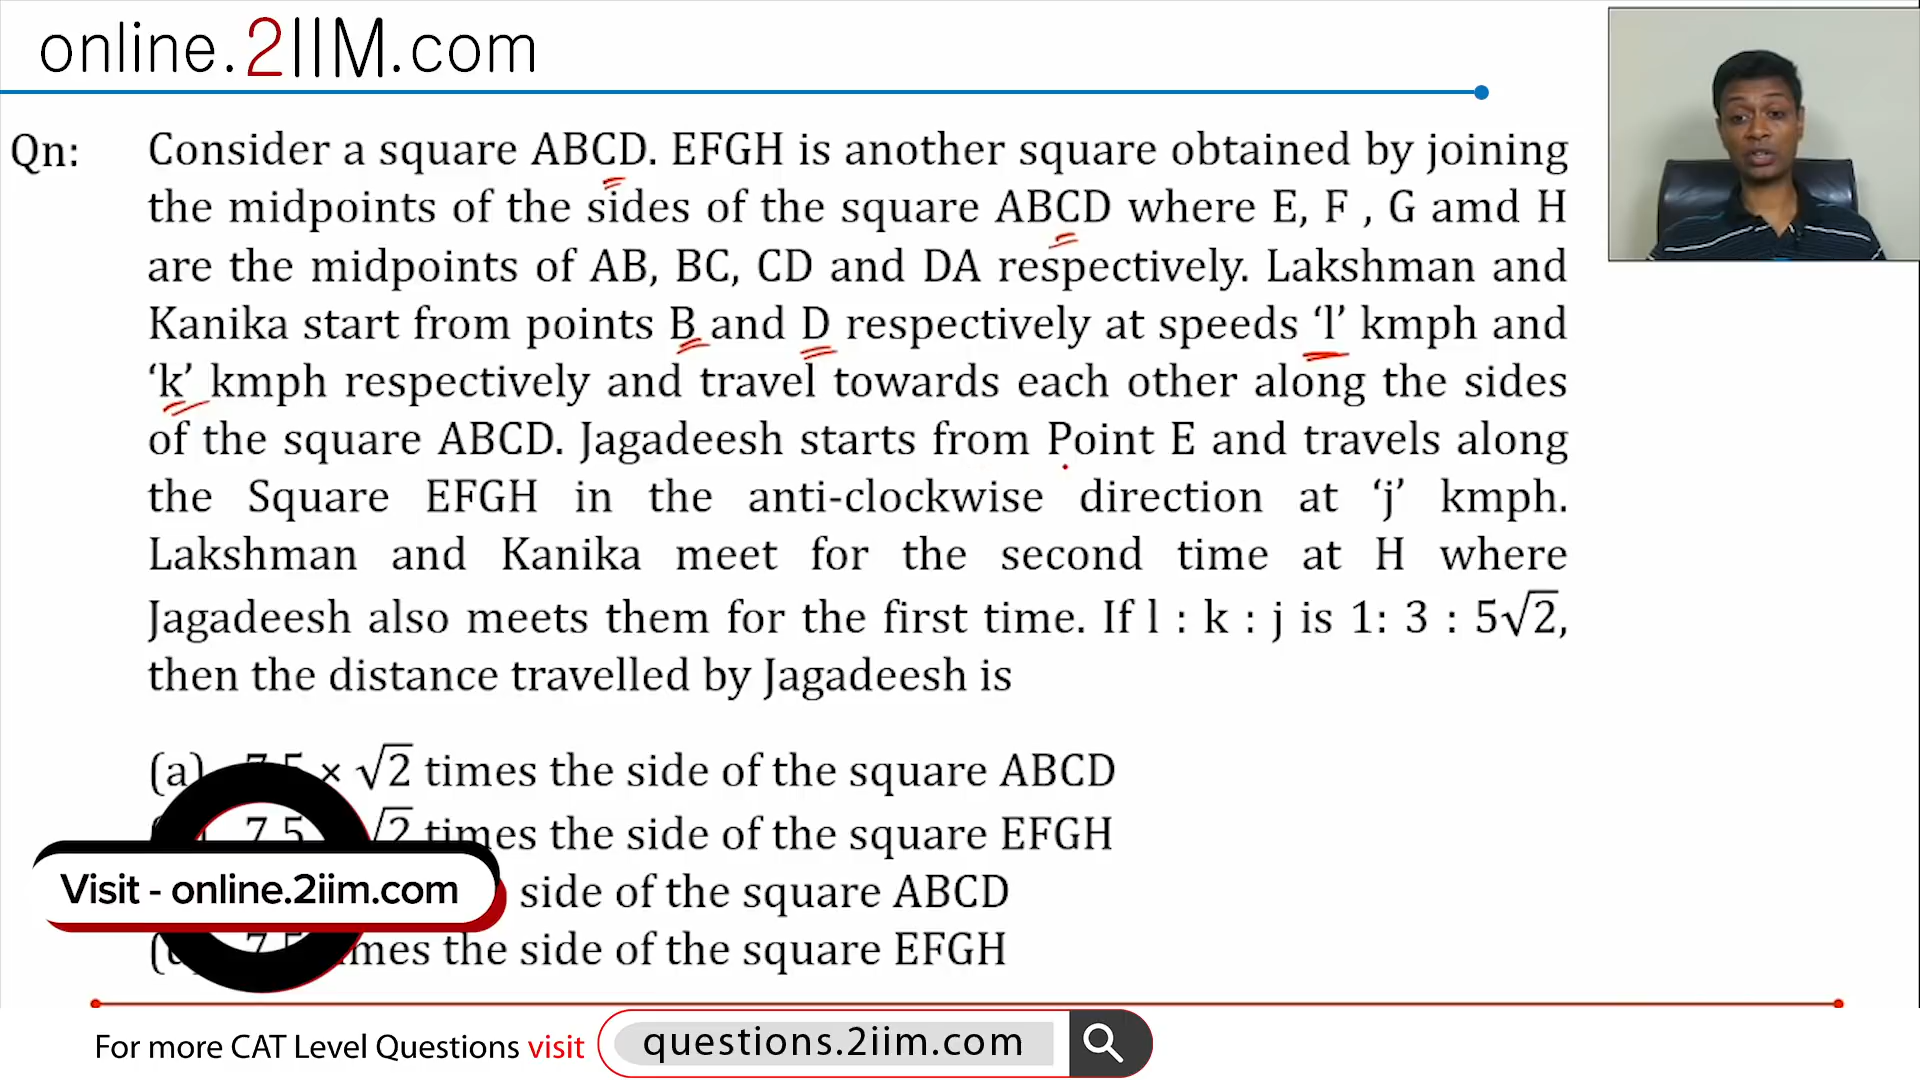 online.2IIM.com
Qn: Consider a square ABCD. EFGH is another square obtained by joining
the midpoints of the sides of the square ABCD where E, F , G amd H
are the midpoints of AB, BC, CD and DA respectively. Lakshman and
Kanika start from points B and D respectively at speeds ‘l’ kmph and
‘k’ kmph respectively and travel towards each other along the sides
of the square ABCD. Jagadeesh starts from Point E and travels along
the Square EFGH in the anti-clockwise direction at ‘j’ kmph.
Lakshman and Kanika meet for the second time at H where
Jagadeesh also meets them for the first time. If l : k : j is 1: 3 : 5√2,
then the distance travelled by Jagadeesh is
(a) 7.5 × √2 times the side of the square ABCD
7.5 √2 times the side of the square EFGH
side of the square ABCD
the side of the square EFGH
Visit - online.2iim.com
For more CAT Level Questions visit questions.2iim.com